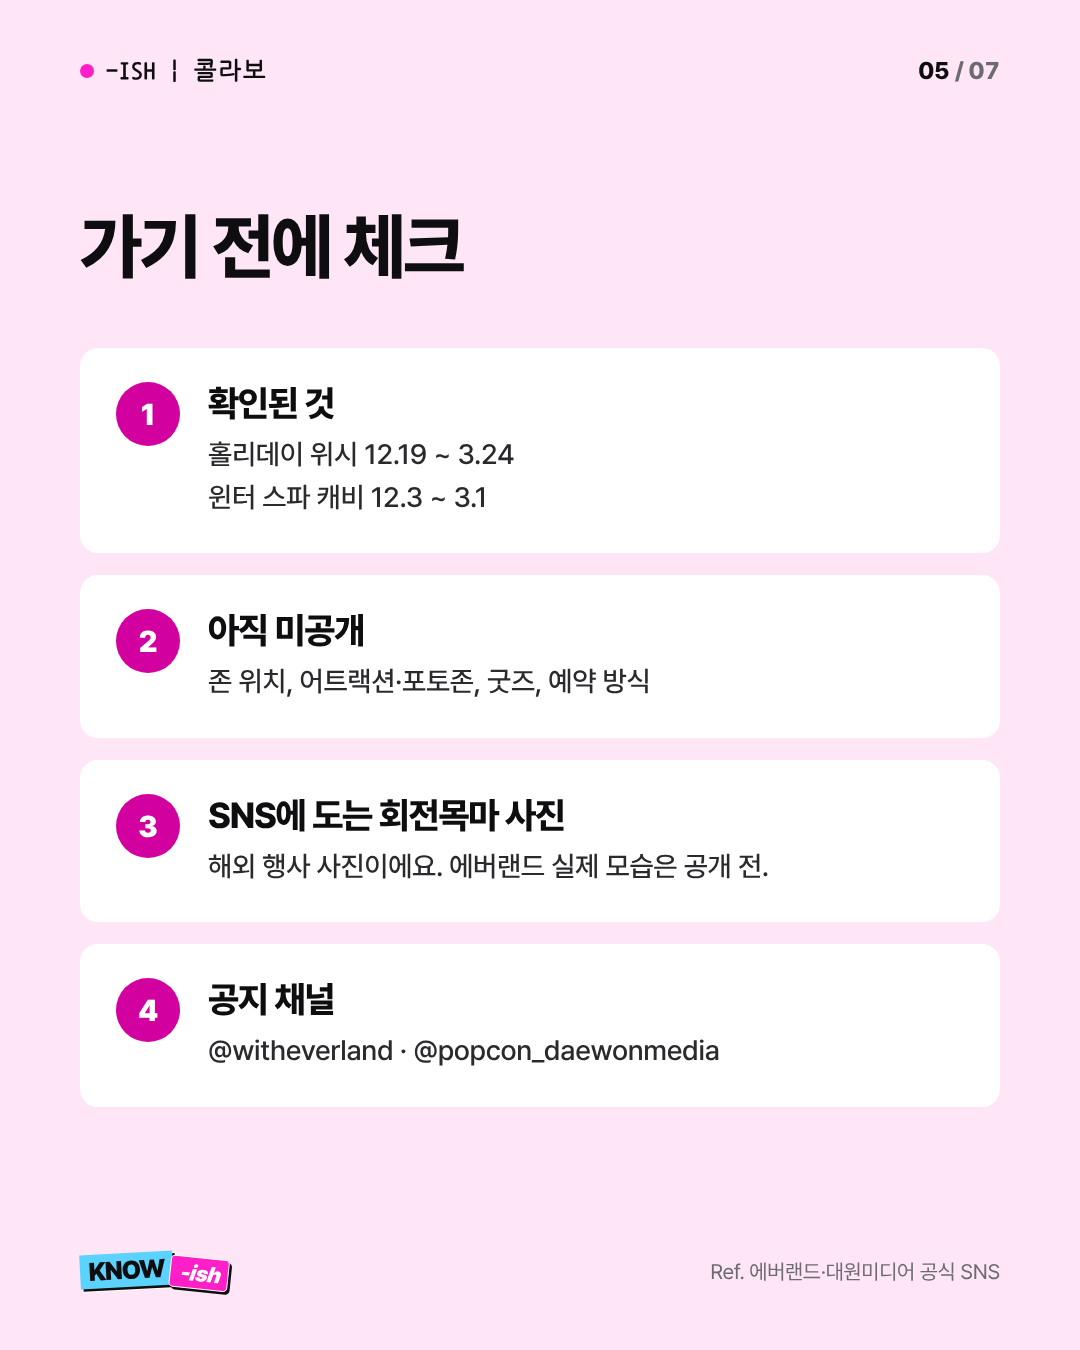 -ISH | 콜라보
05 / 07
가기 전에 체크
1
확인된 것
홀리데이 위시 12.19 ~ 3.24
윈터 스파 캐비 12.3 ~ 3.1
2
아직 미공개
존 위치, 어트랙션·포토존, 굿즈, 예약 방식
3
SNS에 도는 회전목마 사진
해외 행사 사진이에요. 에버랜드 실제 모습은 공개 전.
4
공지 채널
@witheverland · @popcon_daewonmedia
KNOW -ish
Ref. 에버랜드·대원미디어 공식 SNS